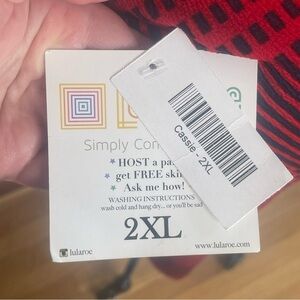 Simply Com
* HOST a pa
* get FREE ski
* Ask me how!
WASHING INSTRUCTIONS
wash cold and hang dry... or you'll be sad
2XL
lularoe
www.lularoe.com
Cassie - 2XL